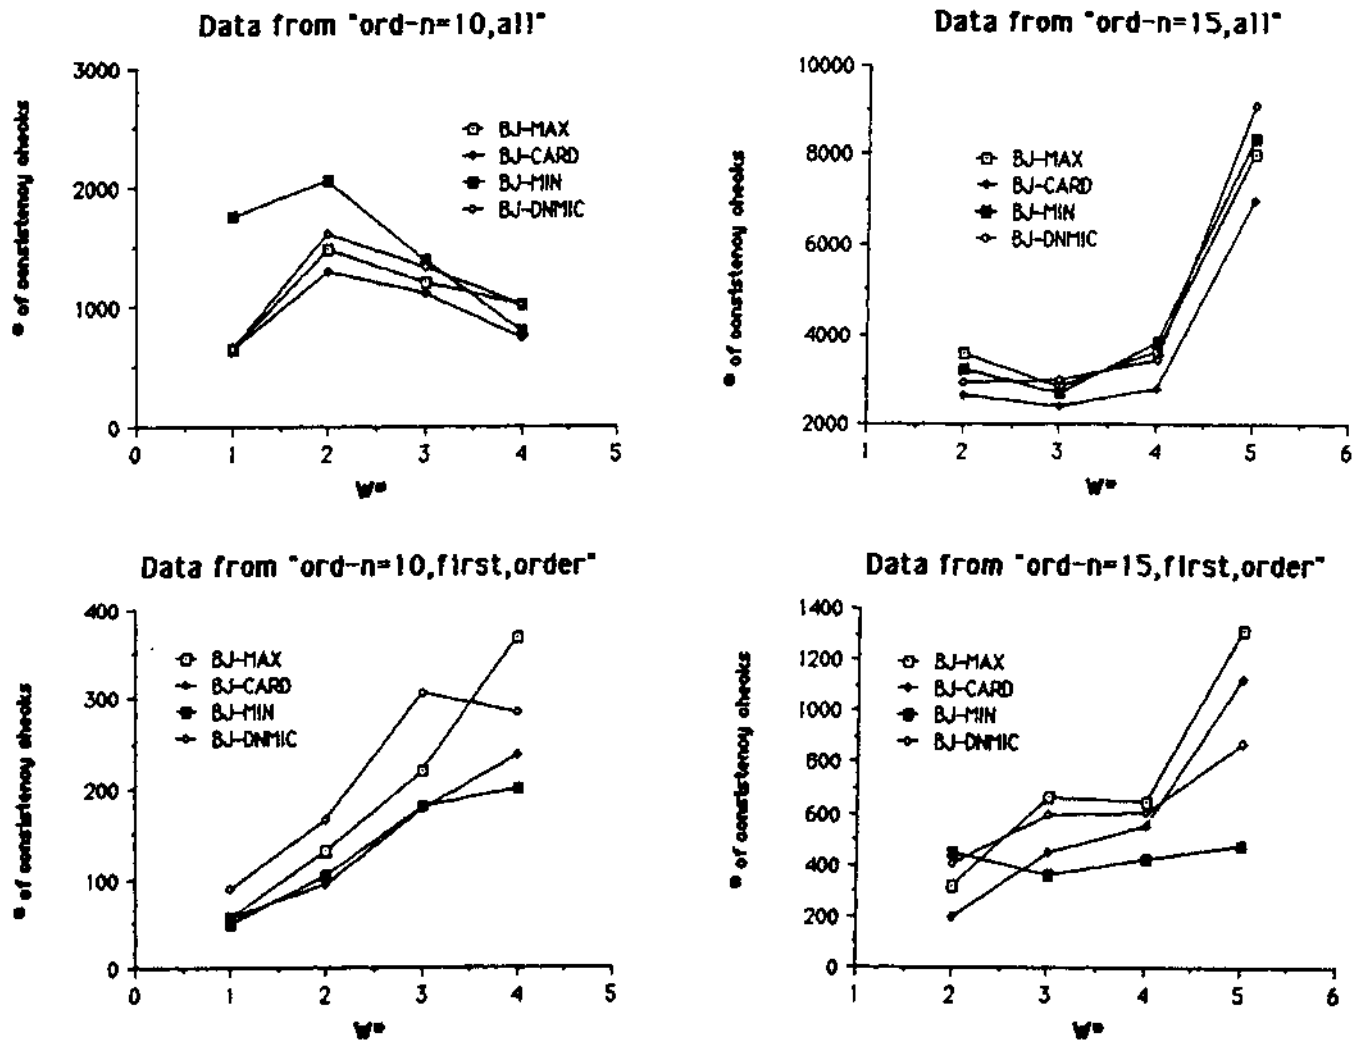 Data from "ord-n=10,all"
3000
2000
1000
0
# of consistency checks
BJ-MAX
BJ-CARD
BJ-MIN
BJ-DNMIC
0 1 2 3 4 5
W*
Data from "ord-n=15,all"
10000
8000
6000
4000
2000
# of consistency checks
BJ-MAX
BJ-CARD
BJ-MIN
BJ-DNMIC
1 2 3 4 5 6
W*
Data from "ord-n=10,first,order"
400
300
200
100
0
# of consistency checks
BJ-MAX
BJ-CARD
BJ-MIN
BJ-DNMIC
0 1 2 3 4 5
W*
Data from "ord-n=15,first,order"
1400
1200
1000
800
600
400
200
0
# of consistency checks
BJ-MAX
BJ-CARD
BJ-MIN
BJ-DNMIC
1 2 3 4 5 6
W*